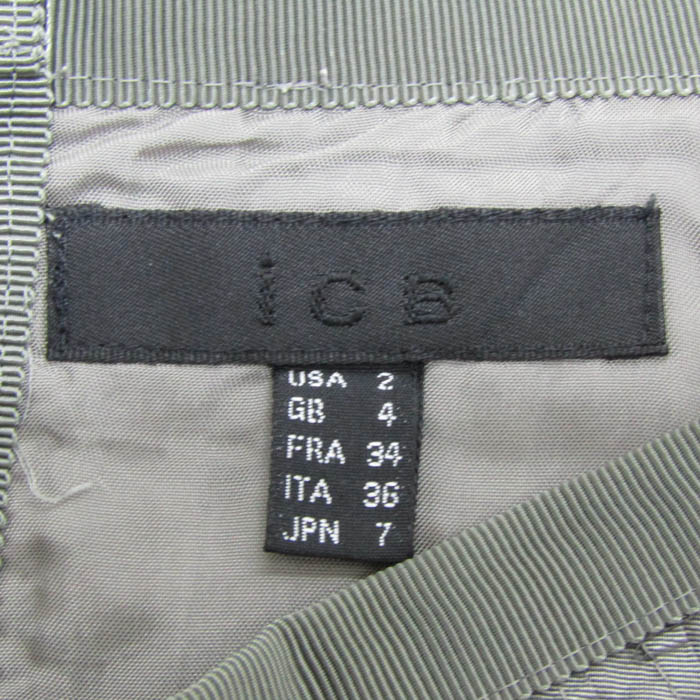 iCB
USA 2
GB 4
FRA 34
ITA 36
JPN 7